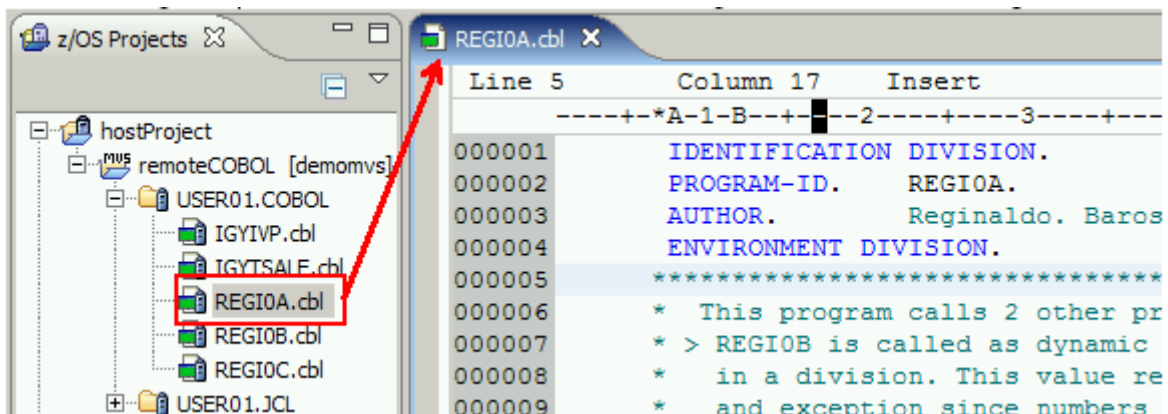 z/OS Projects
hostProject
remoteCOBOL [demomvs]
USER01.COBOL
IGYIVP.cbl
IGYTSALE.cbl
REGI0A.cbl
REGI0B.cbl
REGI0C.cbl
USER01.JCL
REGI0A.cbl
Line 5 Column 17 Insert
----+-*A-1-B--+----2----+----3----+---
000001 IDENTIFICATION DIVISION.
000002 PROGRAM-ID. REGI0A.
000003 AUTHOR. Reginaldo. Baros
000004 ENVIRONMENT DIVISION.
000005 **********************************
000006 * This program calls 2 other pr
000007 * > REGI0B is called as dynamic
000008 * in a division. This value re
000009 * and exception since numbers